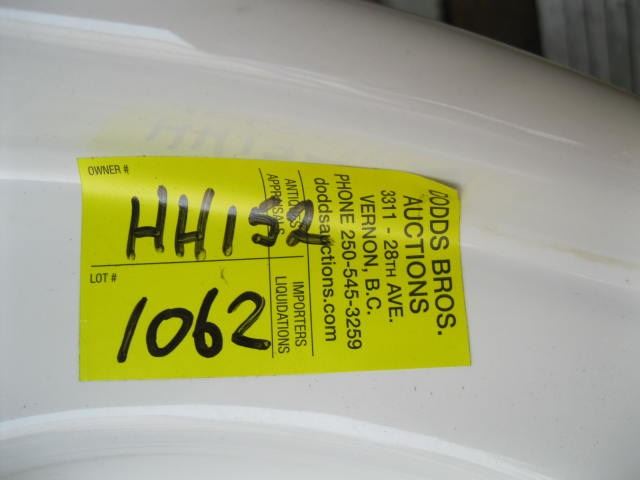 OWNER #
HH152
LOT #
1062
DODDS BROS.
AUCTIONS
3311 - 28TH AVE.
VERNON, B.C.
PHONE 250-545-3259
doddsauctions.com
ANTIQUES IMPORTERS
APPRAISALS LIQUIDATIONS